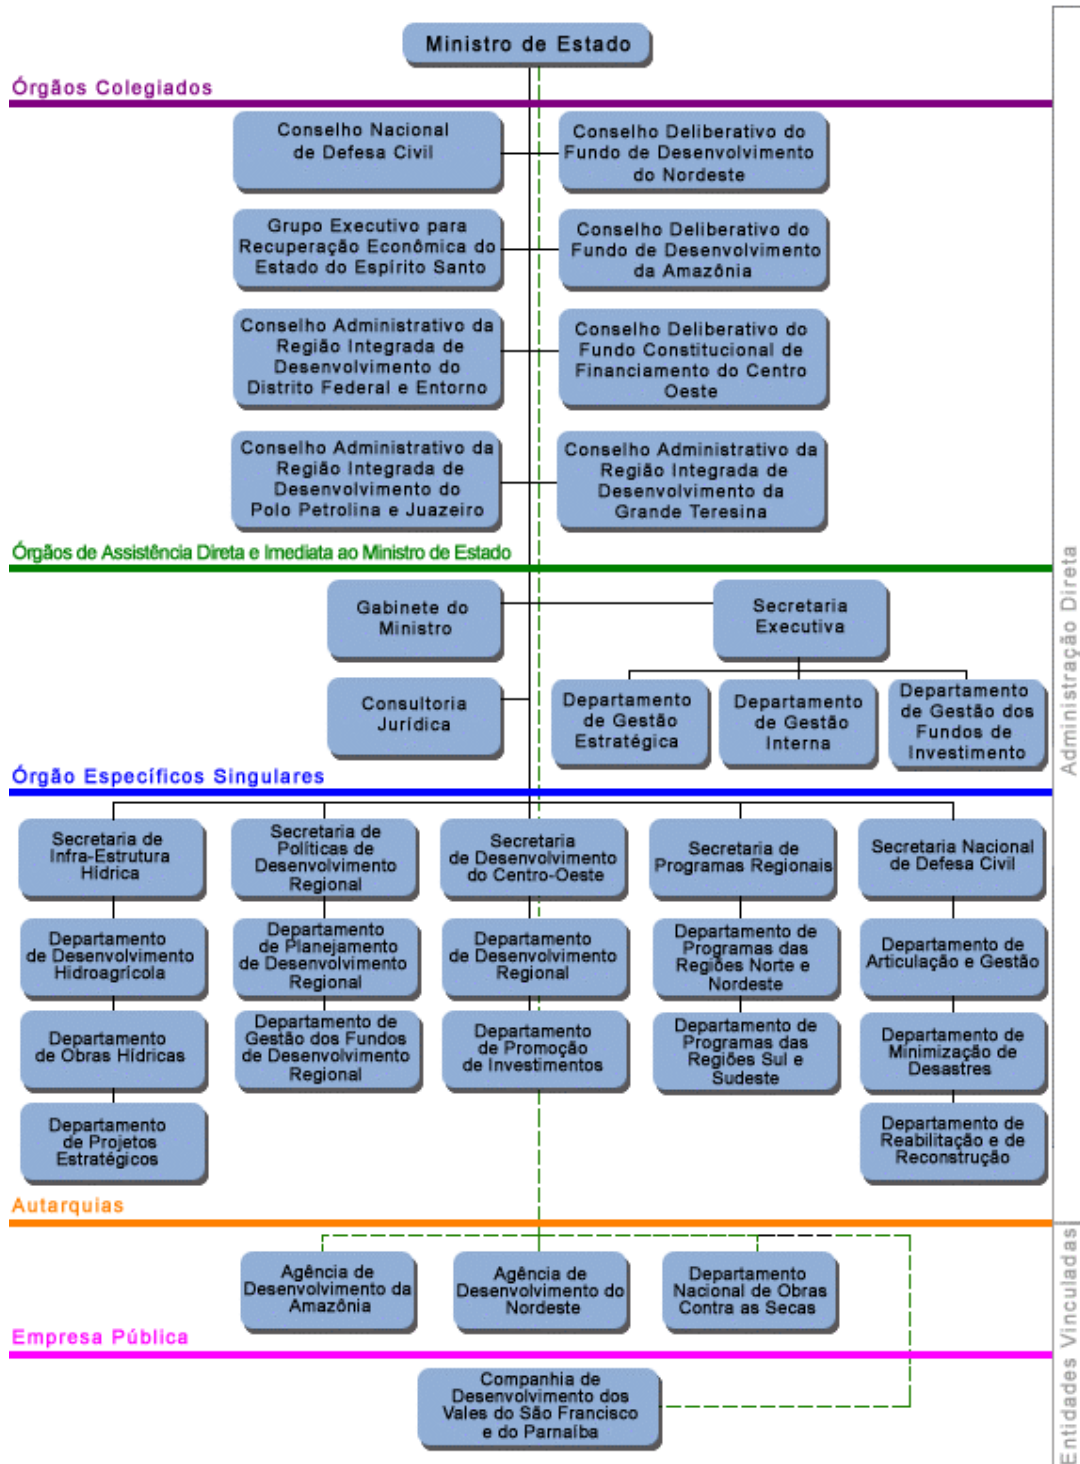 Ministro de Estado
Órgãos Colegiados
Conselho Nacional
de Defesa Civil
Conselho Deliberativo do
Fundo de Desenvolvimento
do Nordeste
Grupo Executivo para
Recuperação Econômica do
Estado do Espírito Santo
Conselho Deliberativo do
Fundo de Desenvolvimento
da Amazônia
Conselho Administrativo da
Região Integrada de
Desenvolvimento do
Distrito Federal e Entorno
Conselho Deliberativo do
Fundo Constitucional de
Financiamento do Centro
Oeste
Conselho Administrativo da
Região Integrada de
Desenvolvimento do
Polo Petrolina e Juazeiro
Conselho Administrativo da
Região Integrada de
Desenvolvimento da
Grande Teresina
Órgãos de Assistência Direta e Imediata ao Ministro de Estado
Gabinete do
Ministro
Secretaria
Executiva
Consultoria
Jurídica
Departamento
de Gestão
Estratégica
Departamento
de Gestão
Interna
Departamento
de Gestão dos
Fundos de
Investimento
Administração Direta
Órgão Específicos Singulares
Secretaria de
Infra-Estrutura
Hídrica
Secretaria de
Políticas de
Desenvolvimento
Regional
Secretaria
de Desenvolvimento
do Centro-Oeste
Secretaria de
Programas Regionais
Secretaria Nacional
de Defesa Civil
Departamento
de Desenvolvimento
Hidroagrícola
Departamento
de Planejamento
de Desenvolvimento
Regional
Departamento
de Desenvolvimento
Regional
Departamento de
Programas das
Regiões Norte e
Nordeste
Departamento de
Articulação e Gestão
Departamento
de Obras Hídricas
Departamento de
Gestão dos Fundos
de Desenvolvimento
Regional
Departamento
de Promoção
de Investimentos
Departamento de
Programas das
Regiões Sul e
Sudeste
Departamento de
Minimização de
Desastres
Departamento
de Projetos
Estratégicos
Departamento de
Reabilitação e de
Reconstrução
Autarquias
Agência de
Desenvolvimento da
Amazônia
Agência de
Desenvolvimento do
Nordeste
Departamento
Nacional de Obras
Contra as Secas
Empresa Pública
Companhia de
Desenvolvimento dos
Vales do São Francisco
e do Parnaíba
Entidades Vinculadas